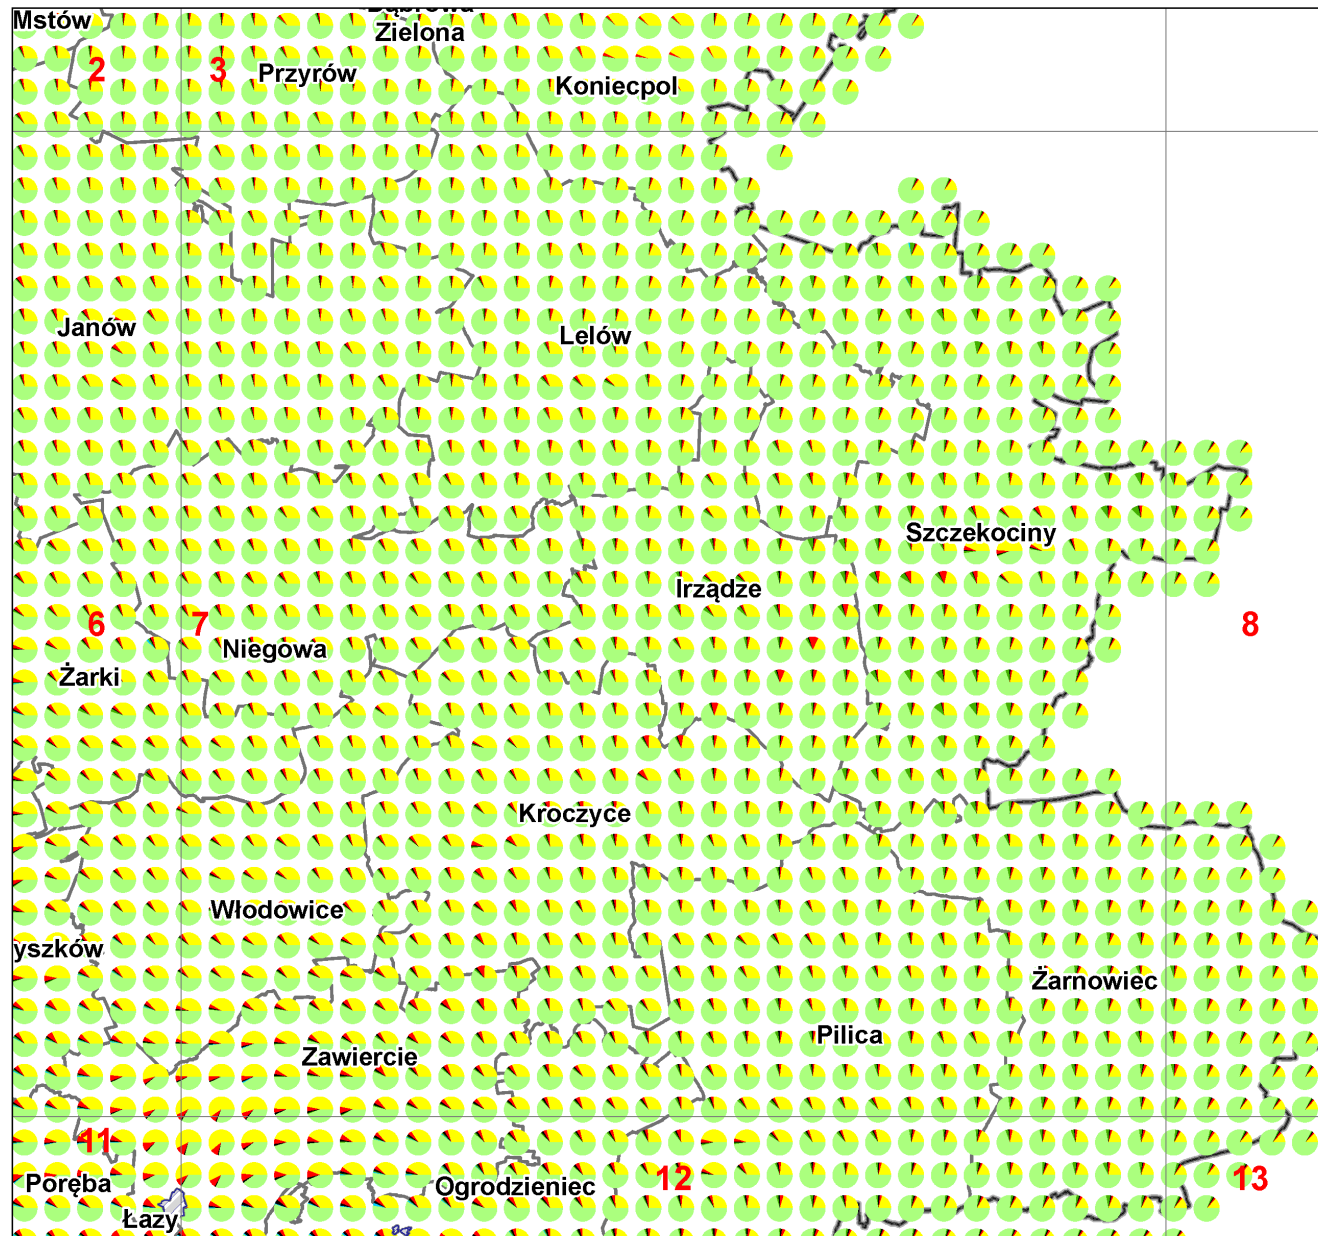 Mstów
Dąbrowa
Zielona
2
3
Przyrów
Koniecpol
Janów
Lelów
Szczekociny
Irządze
6
7
8
Niegowa
Żarki
Kroczyce
Włodowice
yszków
Żarnowiec
Pilica
Zawiercie
11
12
13
Poręba
Ogrodzieniec
Łazy